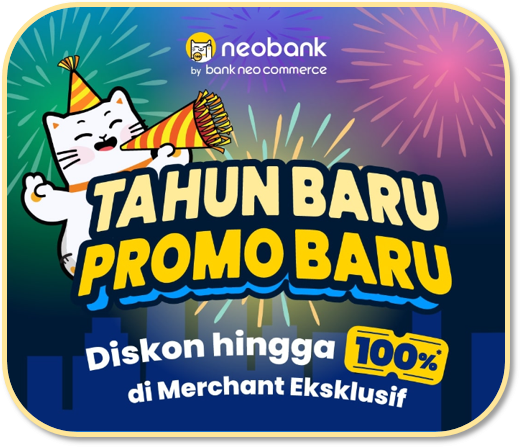 neobank
by bank neo commerce
TAHUN BARU
PROMO BARU
Diskon hingga 100%*
di Merchant Eksklusif